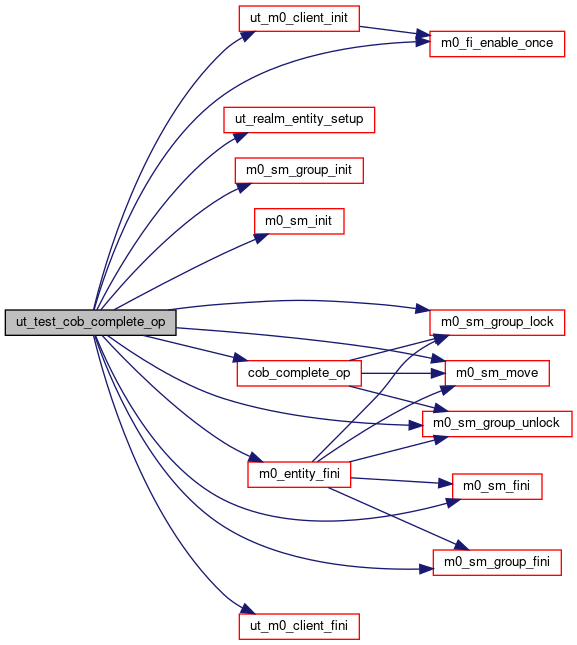 ut_m0_client_init
m0_fi_enable_once
ut_realm_entity_setup
m0_sm_group_init
m0_sm_init
ut_test_cob_complete_op
m0_sm_group_lock
cob_complete_op
m0_sm_move
m0_sm_group_unlock
m0_entity_fini
m0_sm_fini
m0_sm_group_fini
ut_m0_client_fini